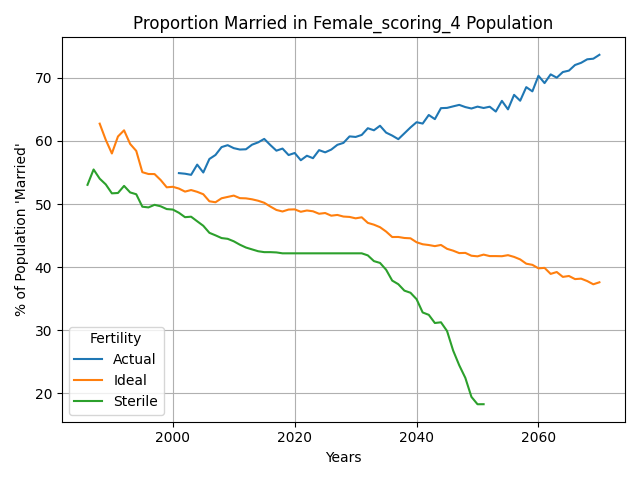 Proportion Married in Female_scoring_4 Population
% of Population 'Married'
70
60
50
40
30
20
Fertility
Actual
Ideal
Sterile
2000 2020 2040 2060
Years